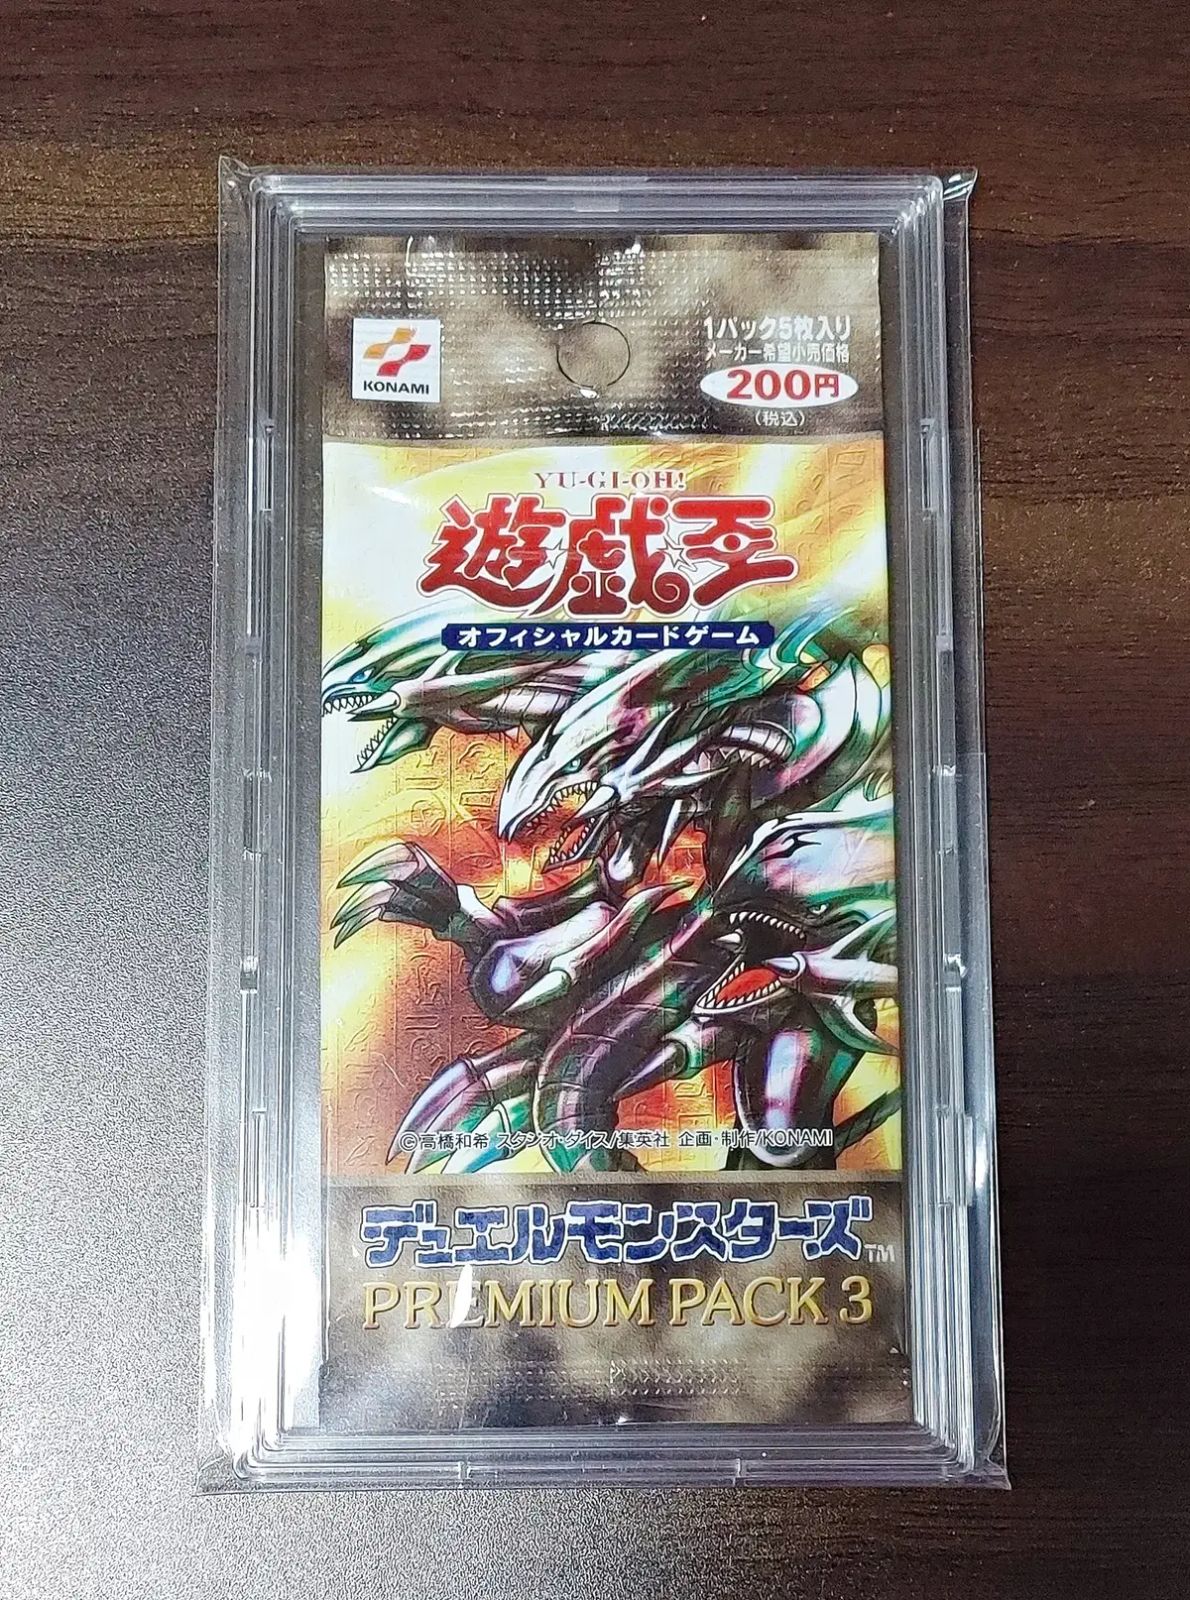 KONAMI
1パック5枚入り
メーカー希望小売価格
200円
(税込)
YU-GI-OH!
遊戯王
オフィシャルカードゲーム
©高橋和希 スタジオ・ダイス/集英社 企画・制作/KONAMI
デュエルモンスターズ™
PREMIUM PACK 3